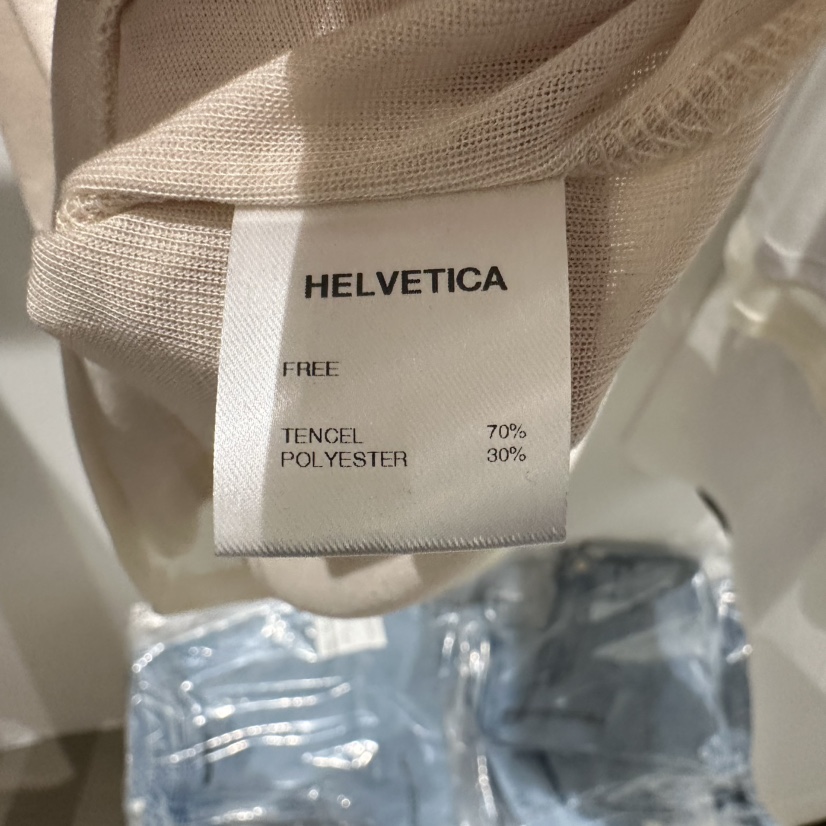 HELVETICA
FREE
TENCEL 70%
POLYESTER 30%